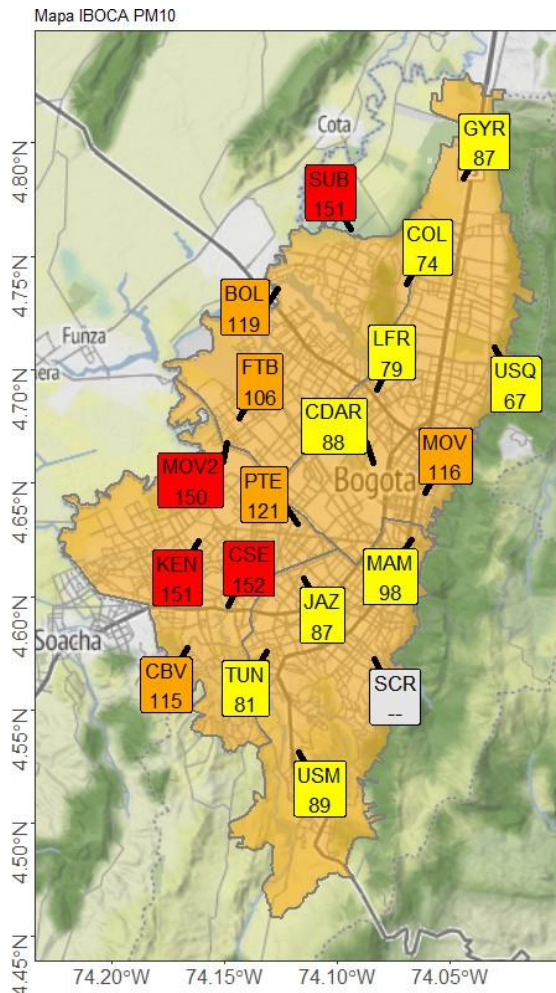 Mapa IBOCA PM10
Cota
GYR
87
4.80°N
SUB
151
COL
74
4.75°N
BOL
119
Funza
LFR
79
era
FTB
106
USQ
67
4.70°N
CDAR
88
MOV
116
MOV2
150
PTE
121
Bogota
4.65°N
KEN
151
CSE
152
MAM
98
JAZ
87
4.60°N
Soacha
CBV
115
TUN
81
SCR
--
4.55°N
USM
89
4.50°N
4.45°N
74.20°W
74.15°W
74.10°W
74.05°W